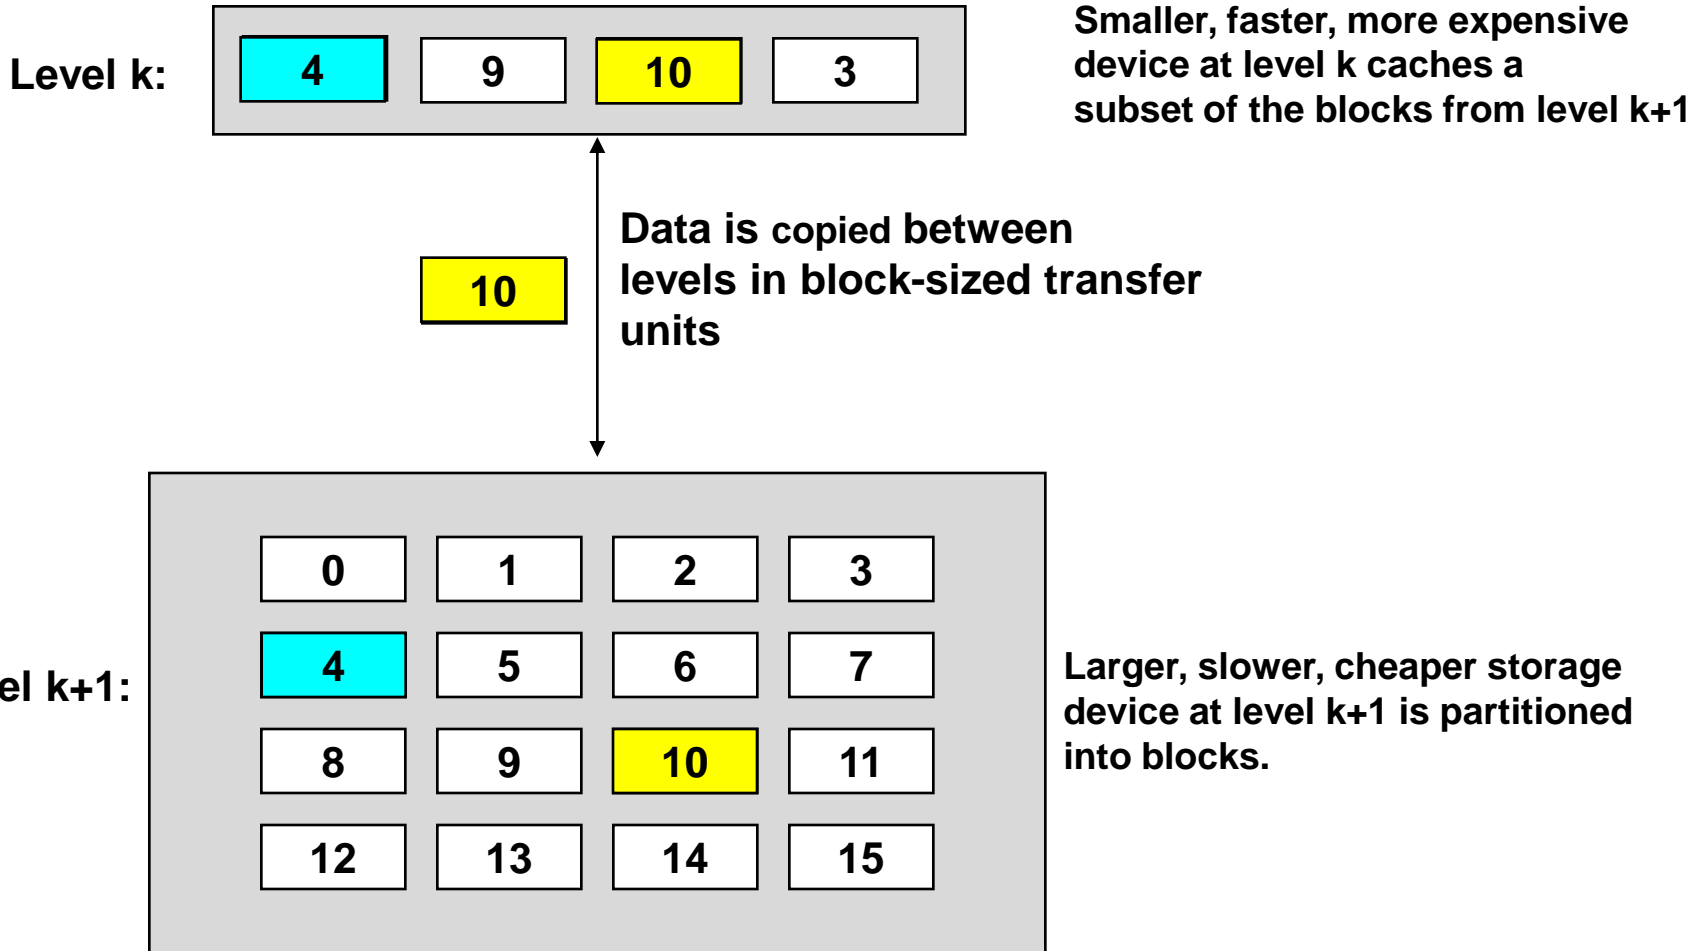 Smaller, faster, more expensive
device at level k caches a
subset of the blocks from level k+1
Level k:
4 9 10 3
Data is copied between
levels in block-sized transfer
units
10
0 1 2 3
4 5 6 7
8 9 10 11
12 13 14 15
el k+1:
Larger, slower, cheaper storage
device at level k+1 is partitioned
into blocks.